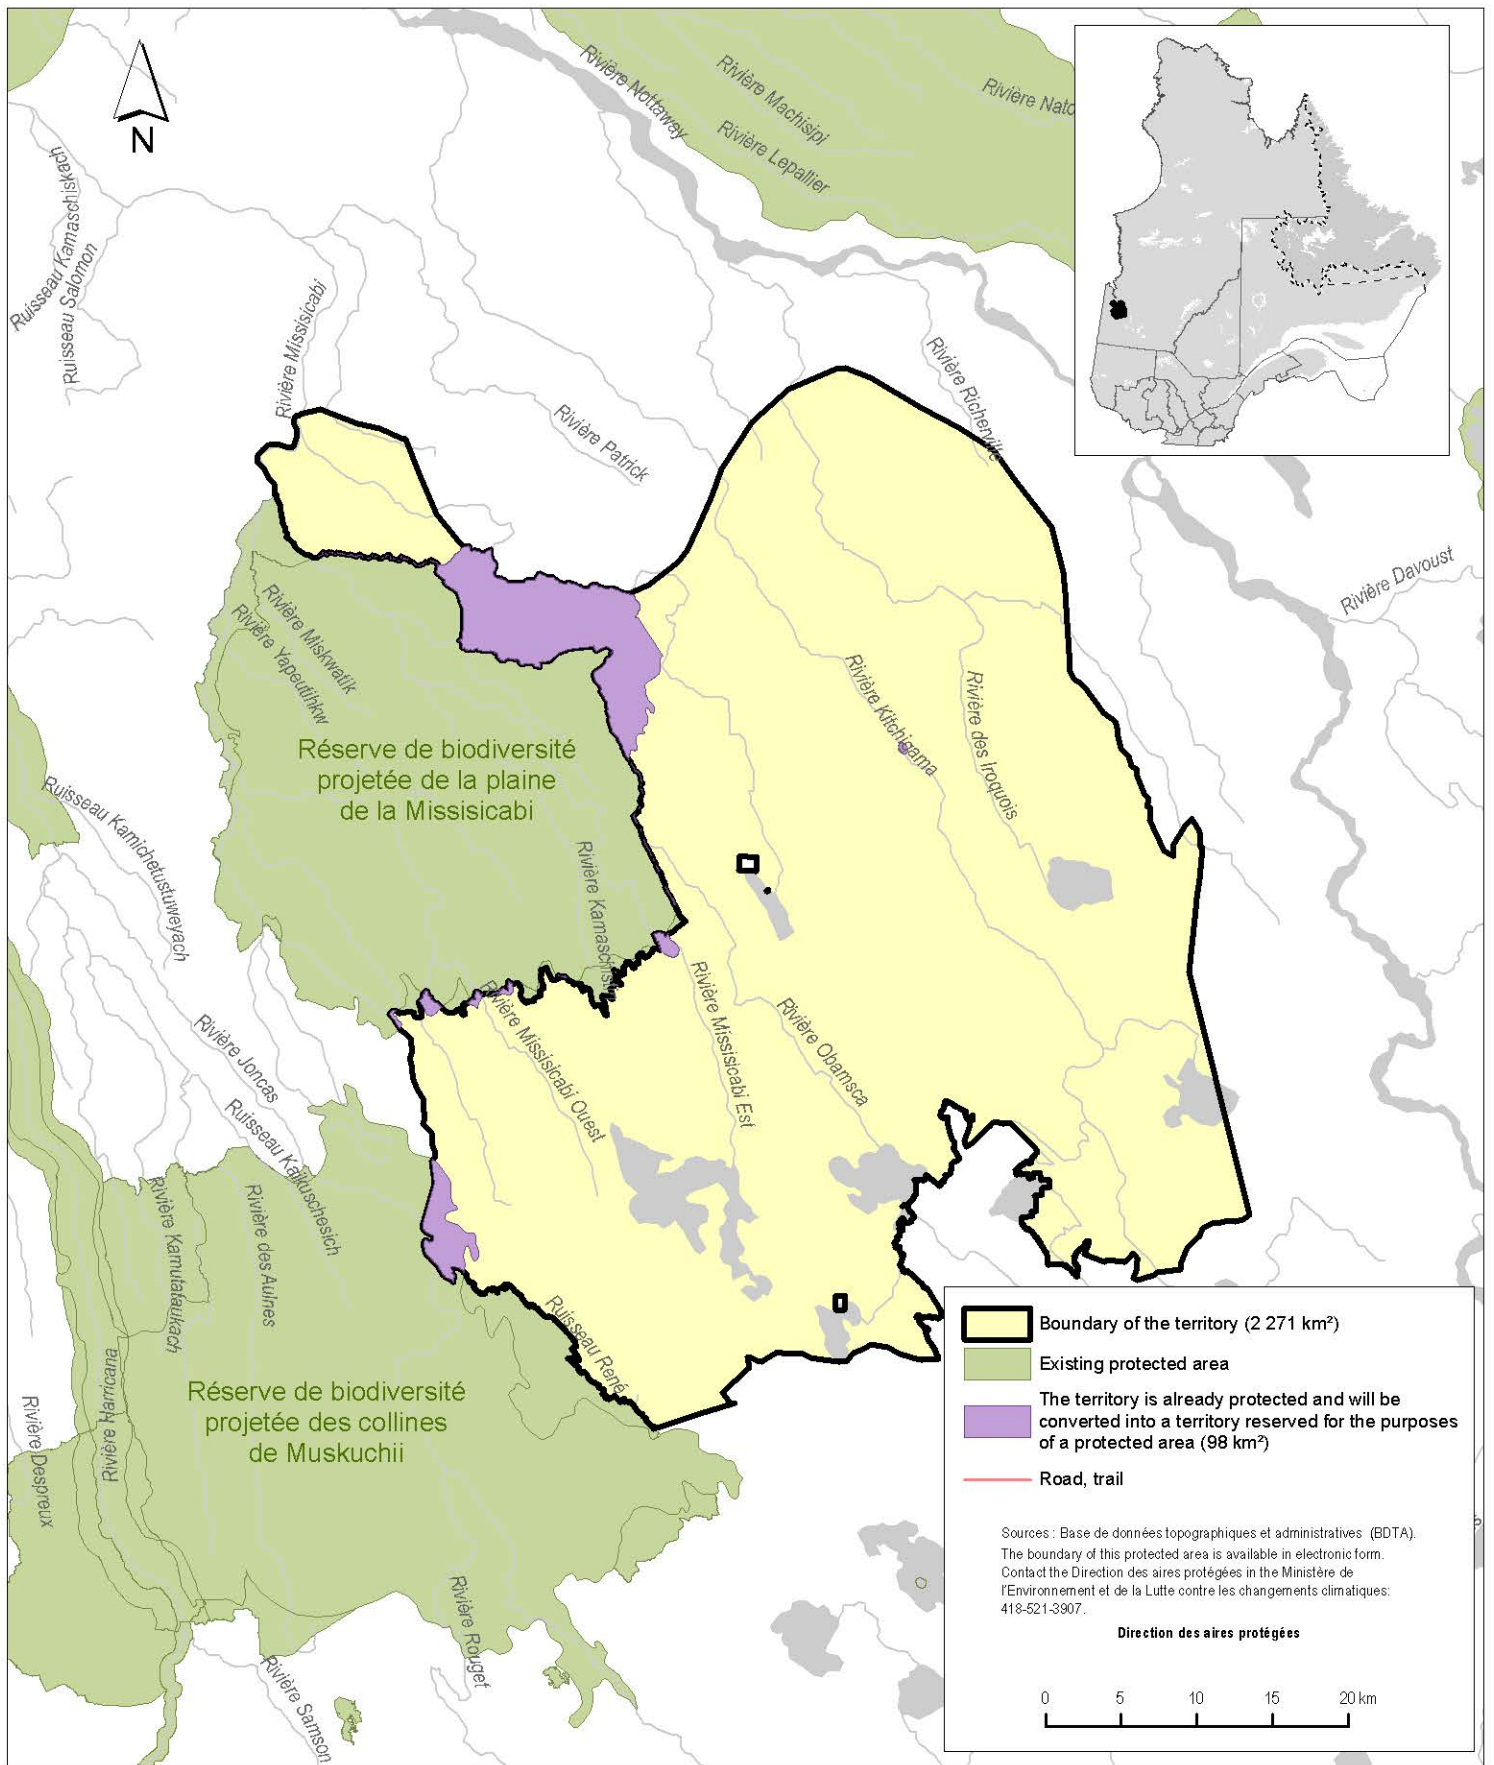 Rivière Nottaway
Rivière Machisipi
Rivière Lepallier
Rivière Nato
N
Ruisseau Kamaschiskach
Ruisseau Salomon
Rivière Missisicabi
Rivière Patrick
Rivière Richerville
Rivière Davoust
Rivière Miskwatik
Rivière Yapeutihkw
Réserve de biodiversité
projetée de la plaine
de la Missisicabi
Rivière Kitchigama
Rivière des Iroquois
Ruisseau Kamichetustuweyach
Rivière Missisicabi Ouest
Rivière Missisicabi Est
Rivière Obamsca
Rivière Joncas
Ruisseau Kaikuschesich
Rivière Kamutataukach
Rivière des Aulnes
Rivière Harricana
Rivière Despreux
Ruisseau René
Réserve de biodiversité
projetée des collines
de Muskuchii
Rivière Rouget
Rivière Samson
Boundary of the territory (2 271 km²)
Existing protected area
The territory is already protected and will be
converted into a territory reserved for the purposes
of a protected area (98 km²)
Road, trail
Sources : Base de données topographiques et administratives (BDTA).
The boundary of this protected area is available in electronic form.
Contact the Direction des aires protégées in the Ministère de
l'Environnement et de la Lutte contre les changements climatiques:
418-521-3907.
Direction des aires protégées
0 5 10 15 20 km